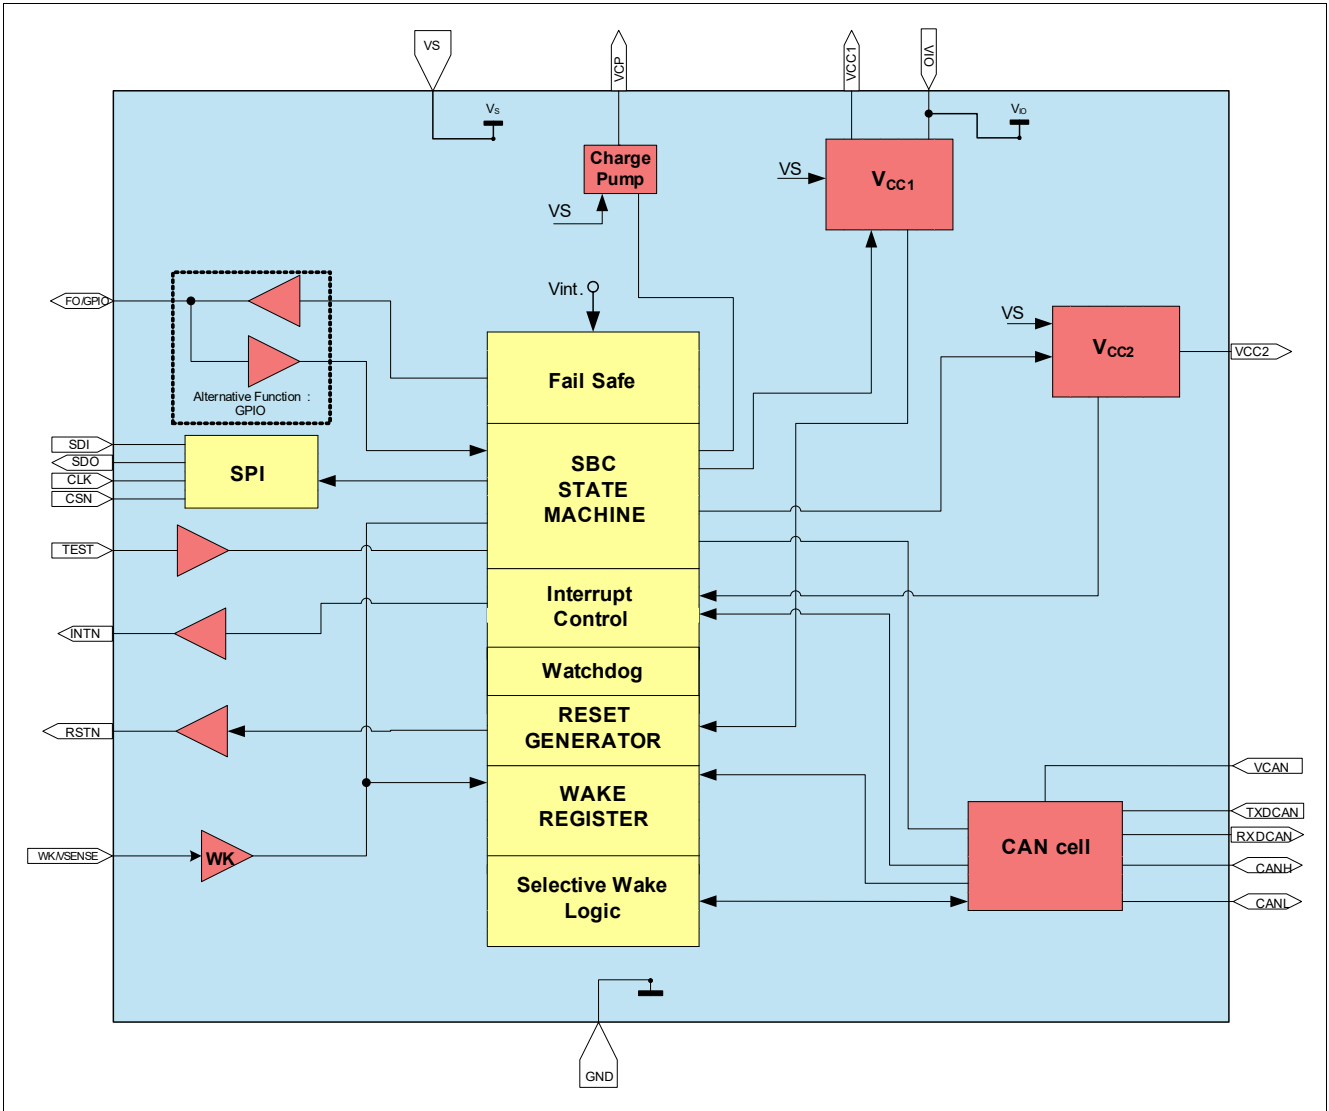 VS
VCP
VCC1
VIO
VS
VIO
Charge
Pump
VS
VCC1
VS
FO/GPIO
Vint.
VS
VCC2
VCC2
Alternative Function :
GPIO
Fail Safe
SDI
SDO
CLK
CSN
SPI
SBC
STATE
MACHINE
TEST
Interrupt
Control
INTN
Watchdog
RSTN
RESET
GENERATOR
VCAN
WAKE
REGISTER
TXDCAN
RXDCAN
CANH
CANL
CAN cell
WK/VSENSE
WK
Selective Wake
Logic
GND